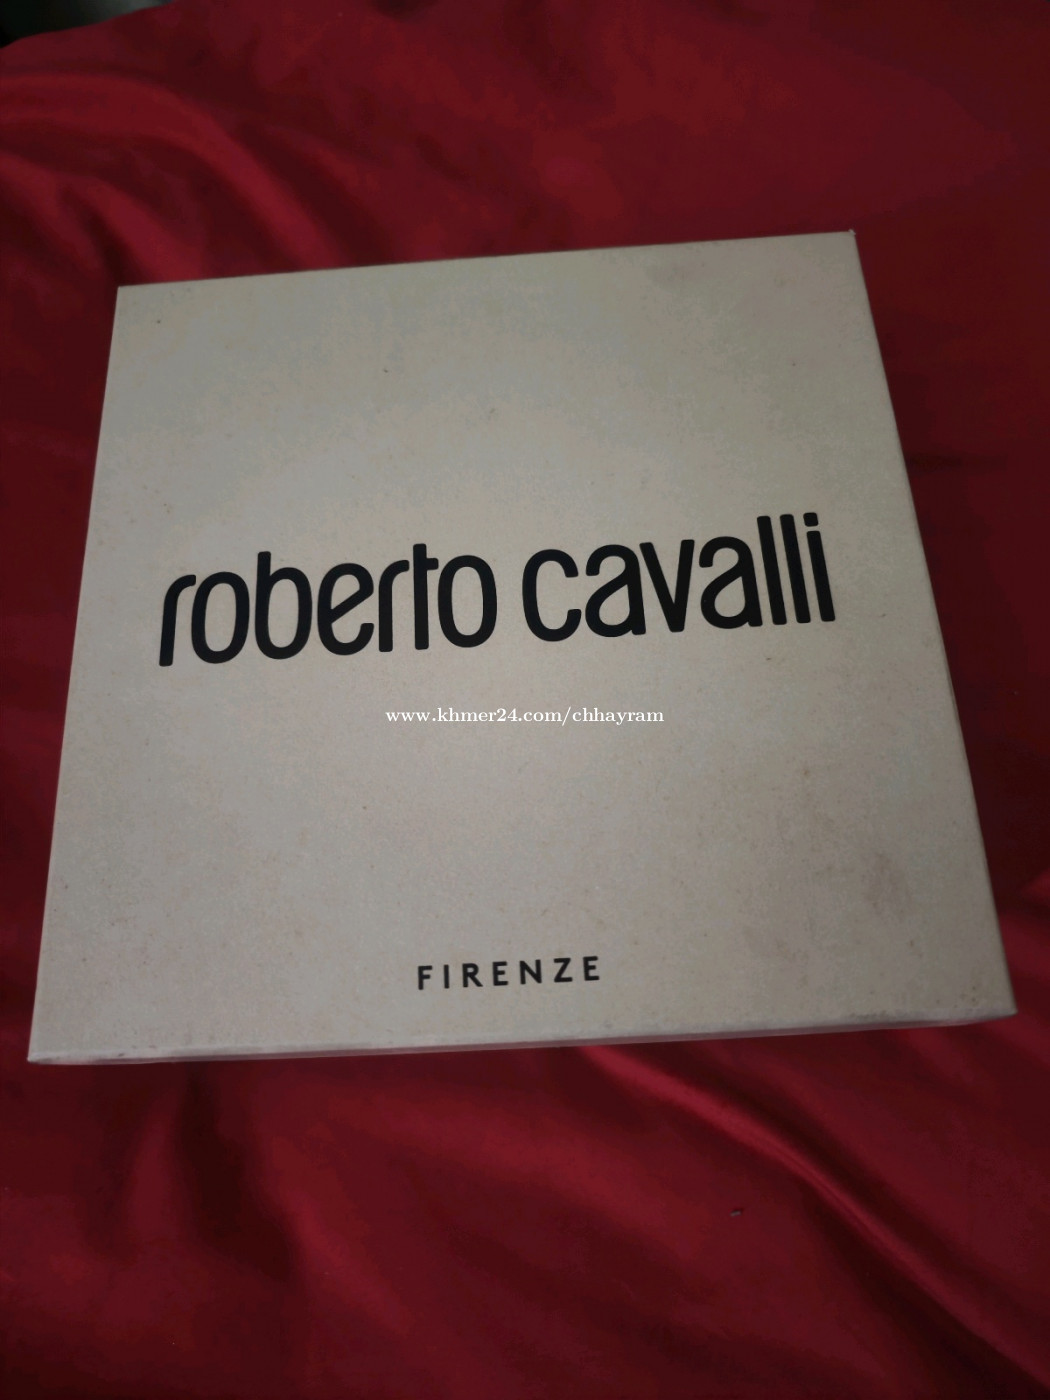 roberto cavalli
www.khmer24.com/chhayram
FIRENZE